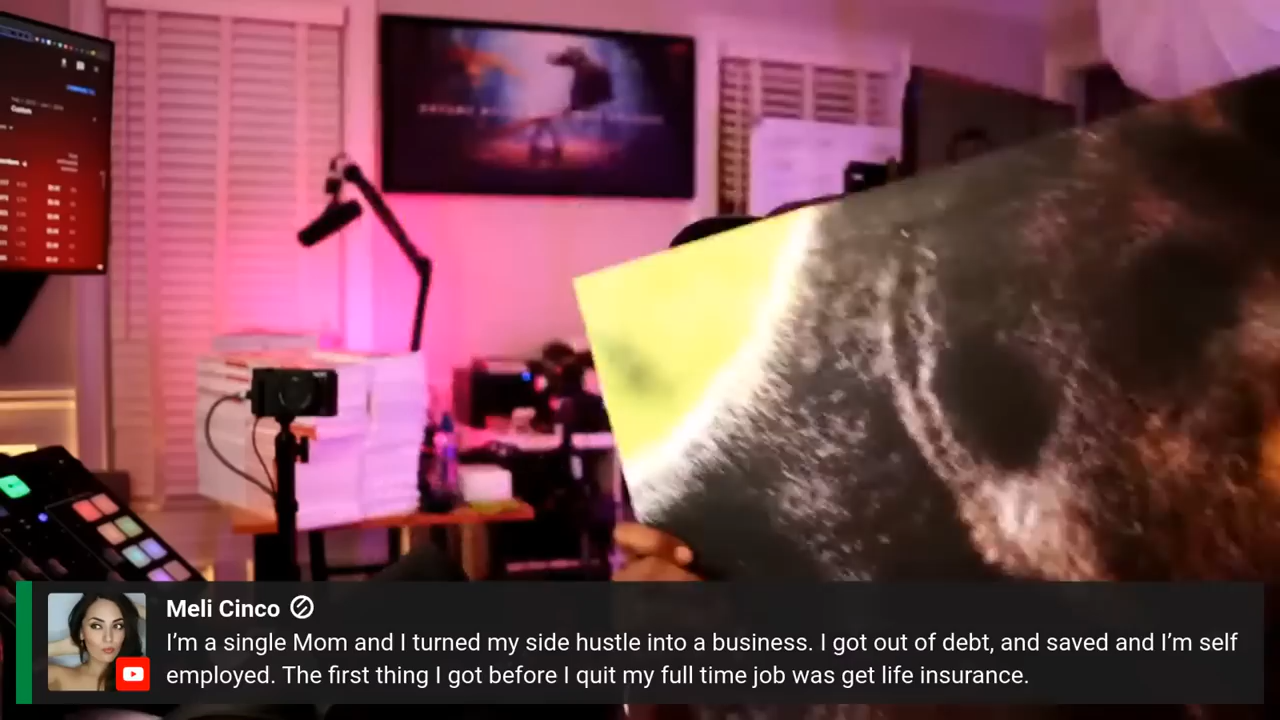 Meli Cinco
I’m a single Mom and I turned my side hustle into a business. I got out of debt, and saved and I’m self
employed. The first thing I got before I quit my full time job was get life insurance.